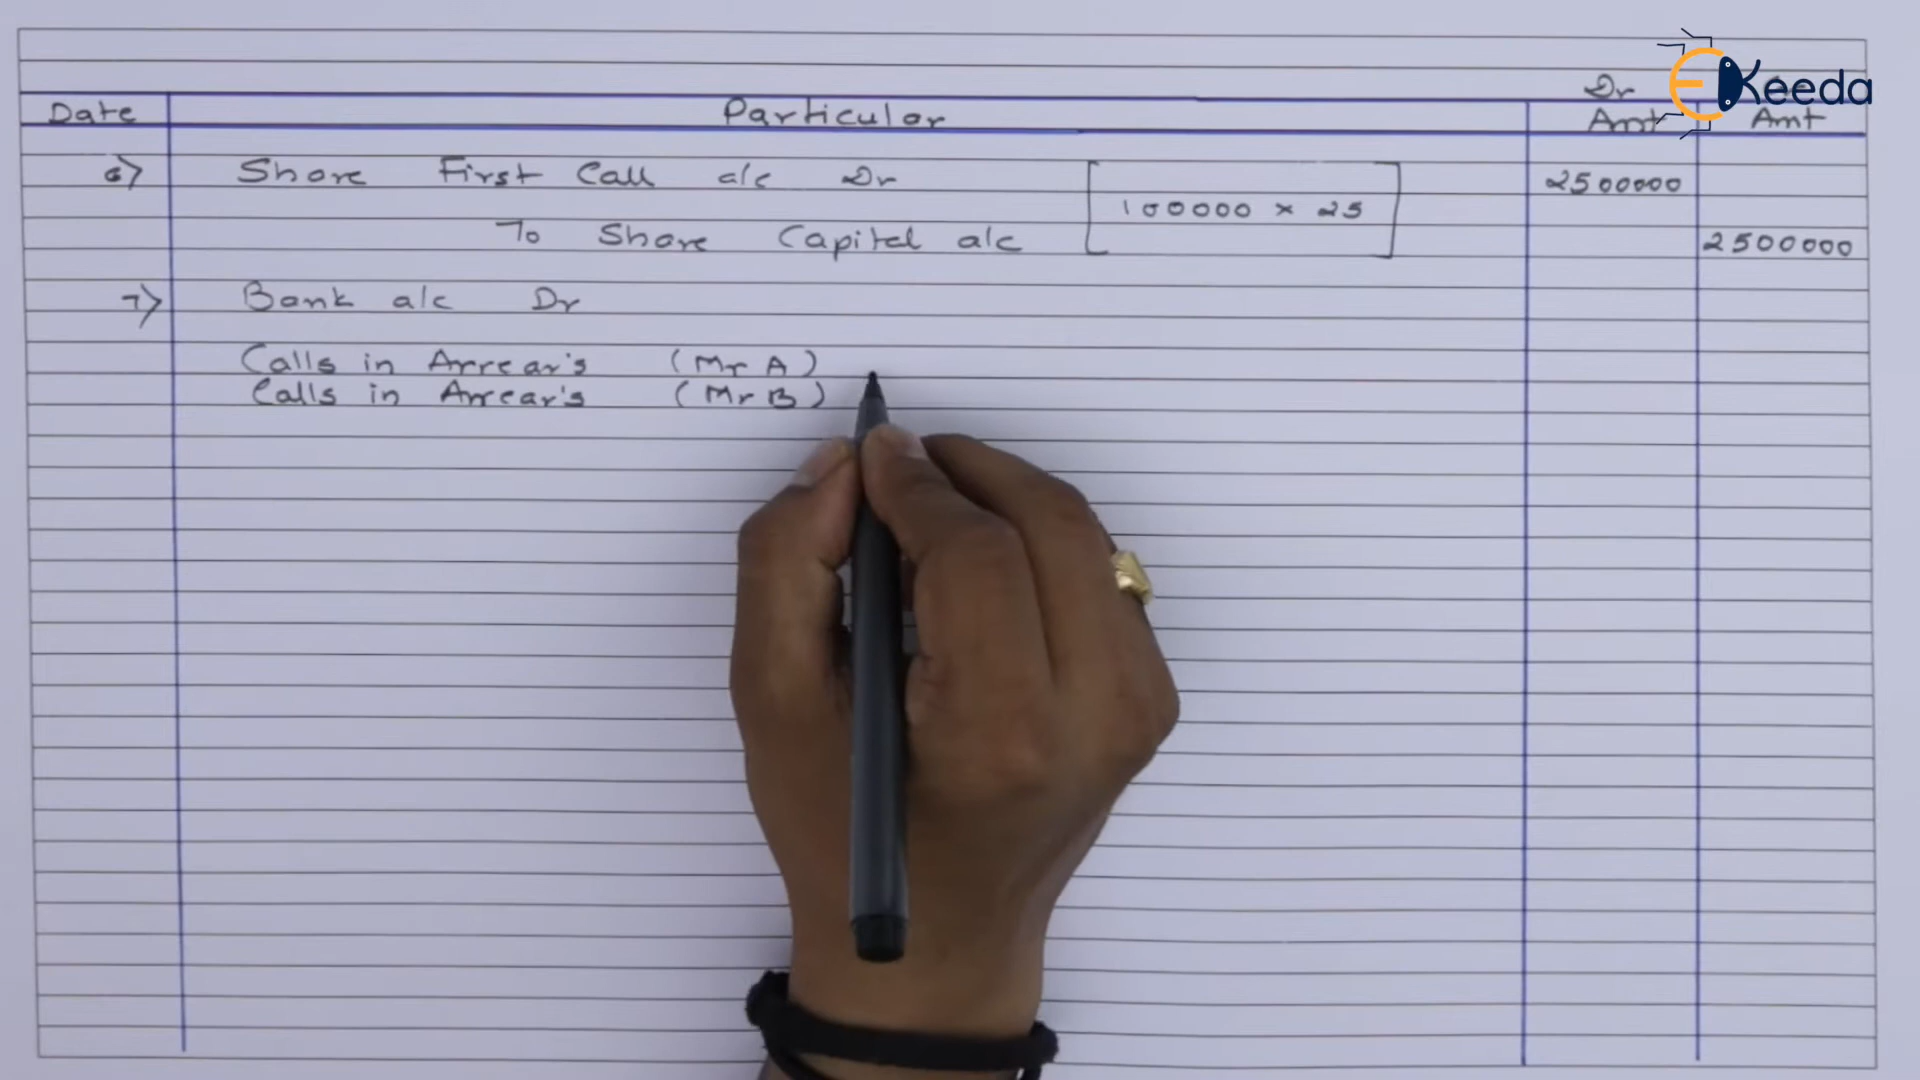 Dr
EKeeda
Date Particular Amt Amt
6) Share First Call a/c Dr 2500000
100000 × 25
To Share Capital a/c 2500000
7) Bank a/c Dr
Calls in Arrear's (Mr A)
Calls in Arrear's (Mr B)